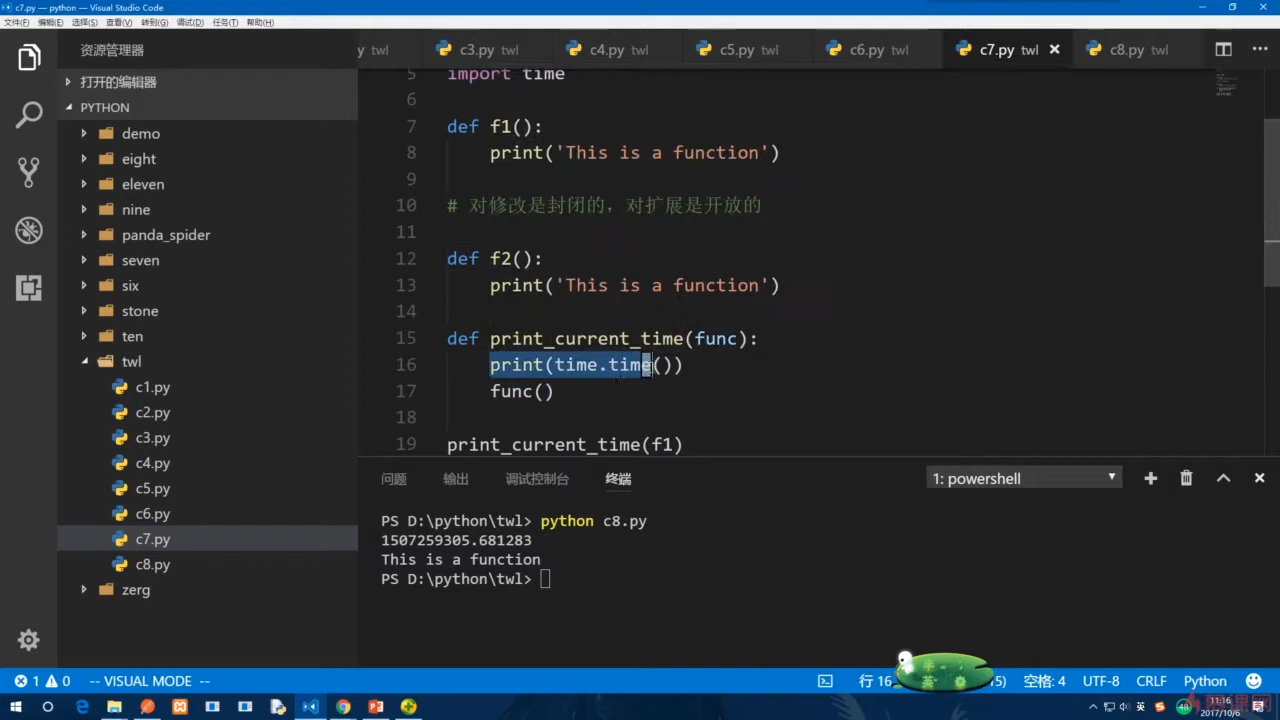 c7.py — python — Visual Studio Code
文件(F) 编辑(E) 选择(S) 查看(V) 转到(G) 调试(D) 任务(T) 帮助(H)
资源管理器
y twl c3.py twl c4.py twl c5.py twl c6.py twl c7.py twl c8.py twl
打开的编辑器
PYTHON
demo
eight
eleven
nine
panda_spider
seven
six
stone
ten
twl
c1.py
c2.py
c3.py
c4.py
c5.py
c6.py
c7.py
c8.py
zerg
5 import time
6
7 def f1():
8 print('This is a function')
9
10 # 对修改是封闭的，对扩展是开放的
11
12 def f2():
13 print('This is a function')
14
15 def print_current_time(func):
16 print(time.time())
17 func()
18
19 print_current_time(f1)
问题 输出 调试控制台 终端 1: powershell
PS D:\python\twl> python c8.py
1507259305.681283
This is a function
PS D:\python\twl>
1 0 -- VISUAL MODE -- 行 16 5) 空格: 4 UTF-8 CRLF Python
英
英 48 11:16
2017/10/6